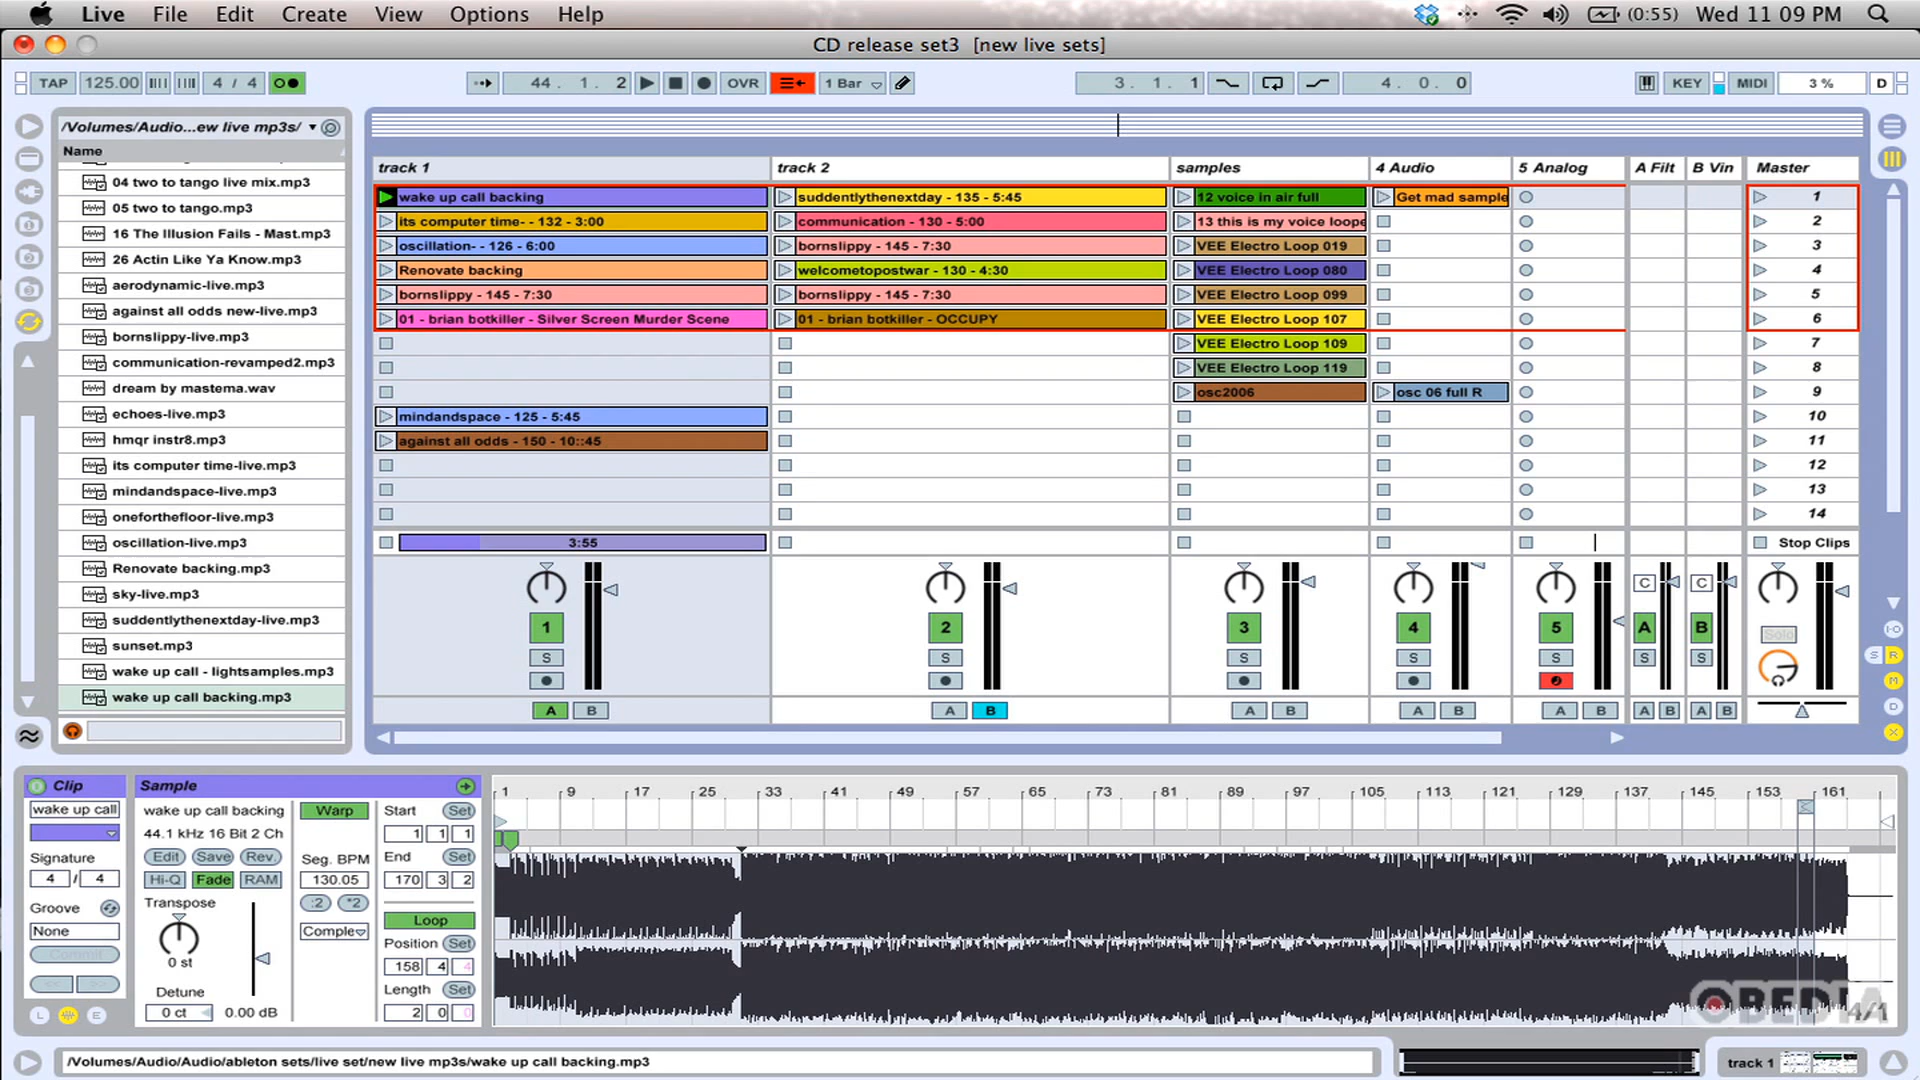 Live File Edit Create View Options Help (0:55) Wed 11 09 PM
CD release set3 [new live sets]
TAP 125.00 4 / 4 44. 1. 2 OVR 1 Bar 3. 1. 1 4. 0. 0 KEY MIDI 3 % D
/Volumes/Audio...ew live mp3s/
Name
04 two to tango live mix.mp3
05 two to tango.mp3
16 The Illusion Fails - Mast.mp3
26 Actin Like Ya Know.mp3
aerodynamic-live.mp3
against all odds new-live.mp3
bornslippy-live.mp3
communication-revamped2.mp3
dream by mastema.wav
echoes-live.mp3
hmqr instr8.mp3
its computer time-live.mp3
mindandspace-live.mp3
oneforthefloor-live.mp3
oscillation-live.mp3
Renovate backing.mp3
sky-live.mp3
suddentlythenextday-live.mp3
sunset.mp3
wake up call - lightsamples.mp3
wake up call backing.mp3
track 1 track 2 samples 4 Audio 5 Analog A Filt B Vin Master
wake up call backing suddentlythenextday - 135 - 5:45 12 voice in air full Get mad sample 1
its computer time- - 132 - 3:00 communication - 130 - 5:00 13 this is my voice loope 2
oscillation- - 126 - 6:00 bornslippy - 145 - 7:30 VEE Electro Loop 019 3
Renovate backing welcometopostwar - 130 - 4:30 VEE Electro Loop 080 4
bornslippy - 145 - 7:30 bornslippy - 145 - 7:30 VEE Electro Loop 099 5
01 - brian botkiller - Silver Screen Murder Scene 01 - brian botkiller - OCCUPY VEE Electro Loop 107 6
VEE Electro Loop 109 7
VEE Electro Loop 119 8
osc2006 osc 06 full R 9
mindandspace - 125 - 5:45 10
against all odds - 150 - 10::45 11
12
13
14
3:55 Stop Clips
C C
1 2 3 4 5 A B Solo
S S S S S S S
A B A B A B A B A B A B A B
S R
M
D
X
Clip
wake up call
Signature
4 / 4
Groove
None
Commit
<< >>
L E
Sample
wake up call backing
44.1 kHz 16 Bit 2 Ch
Edit Save Rev.
Hi-Q Fade RAM
Transpose
0 st
Detune
0 ct 0.00 dB
Warp
Seg. BPM
130.05
:2 *2
Comple
Start Set
1 1 1
End Set
170 3 2
Loop
Position Set
158 4 4
Length Set
2 0 0
1 9 17 25 33 41 49 57 65 73 81 89 97 105 113 121 129 137 145 153 161
OBEDIA
4/1
/Volumes/Audio/Audio/ableton sets/live set/new live mp3s/wake up call backing.mp3
track 1